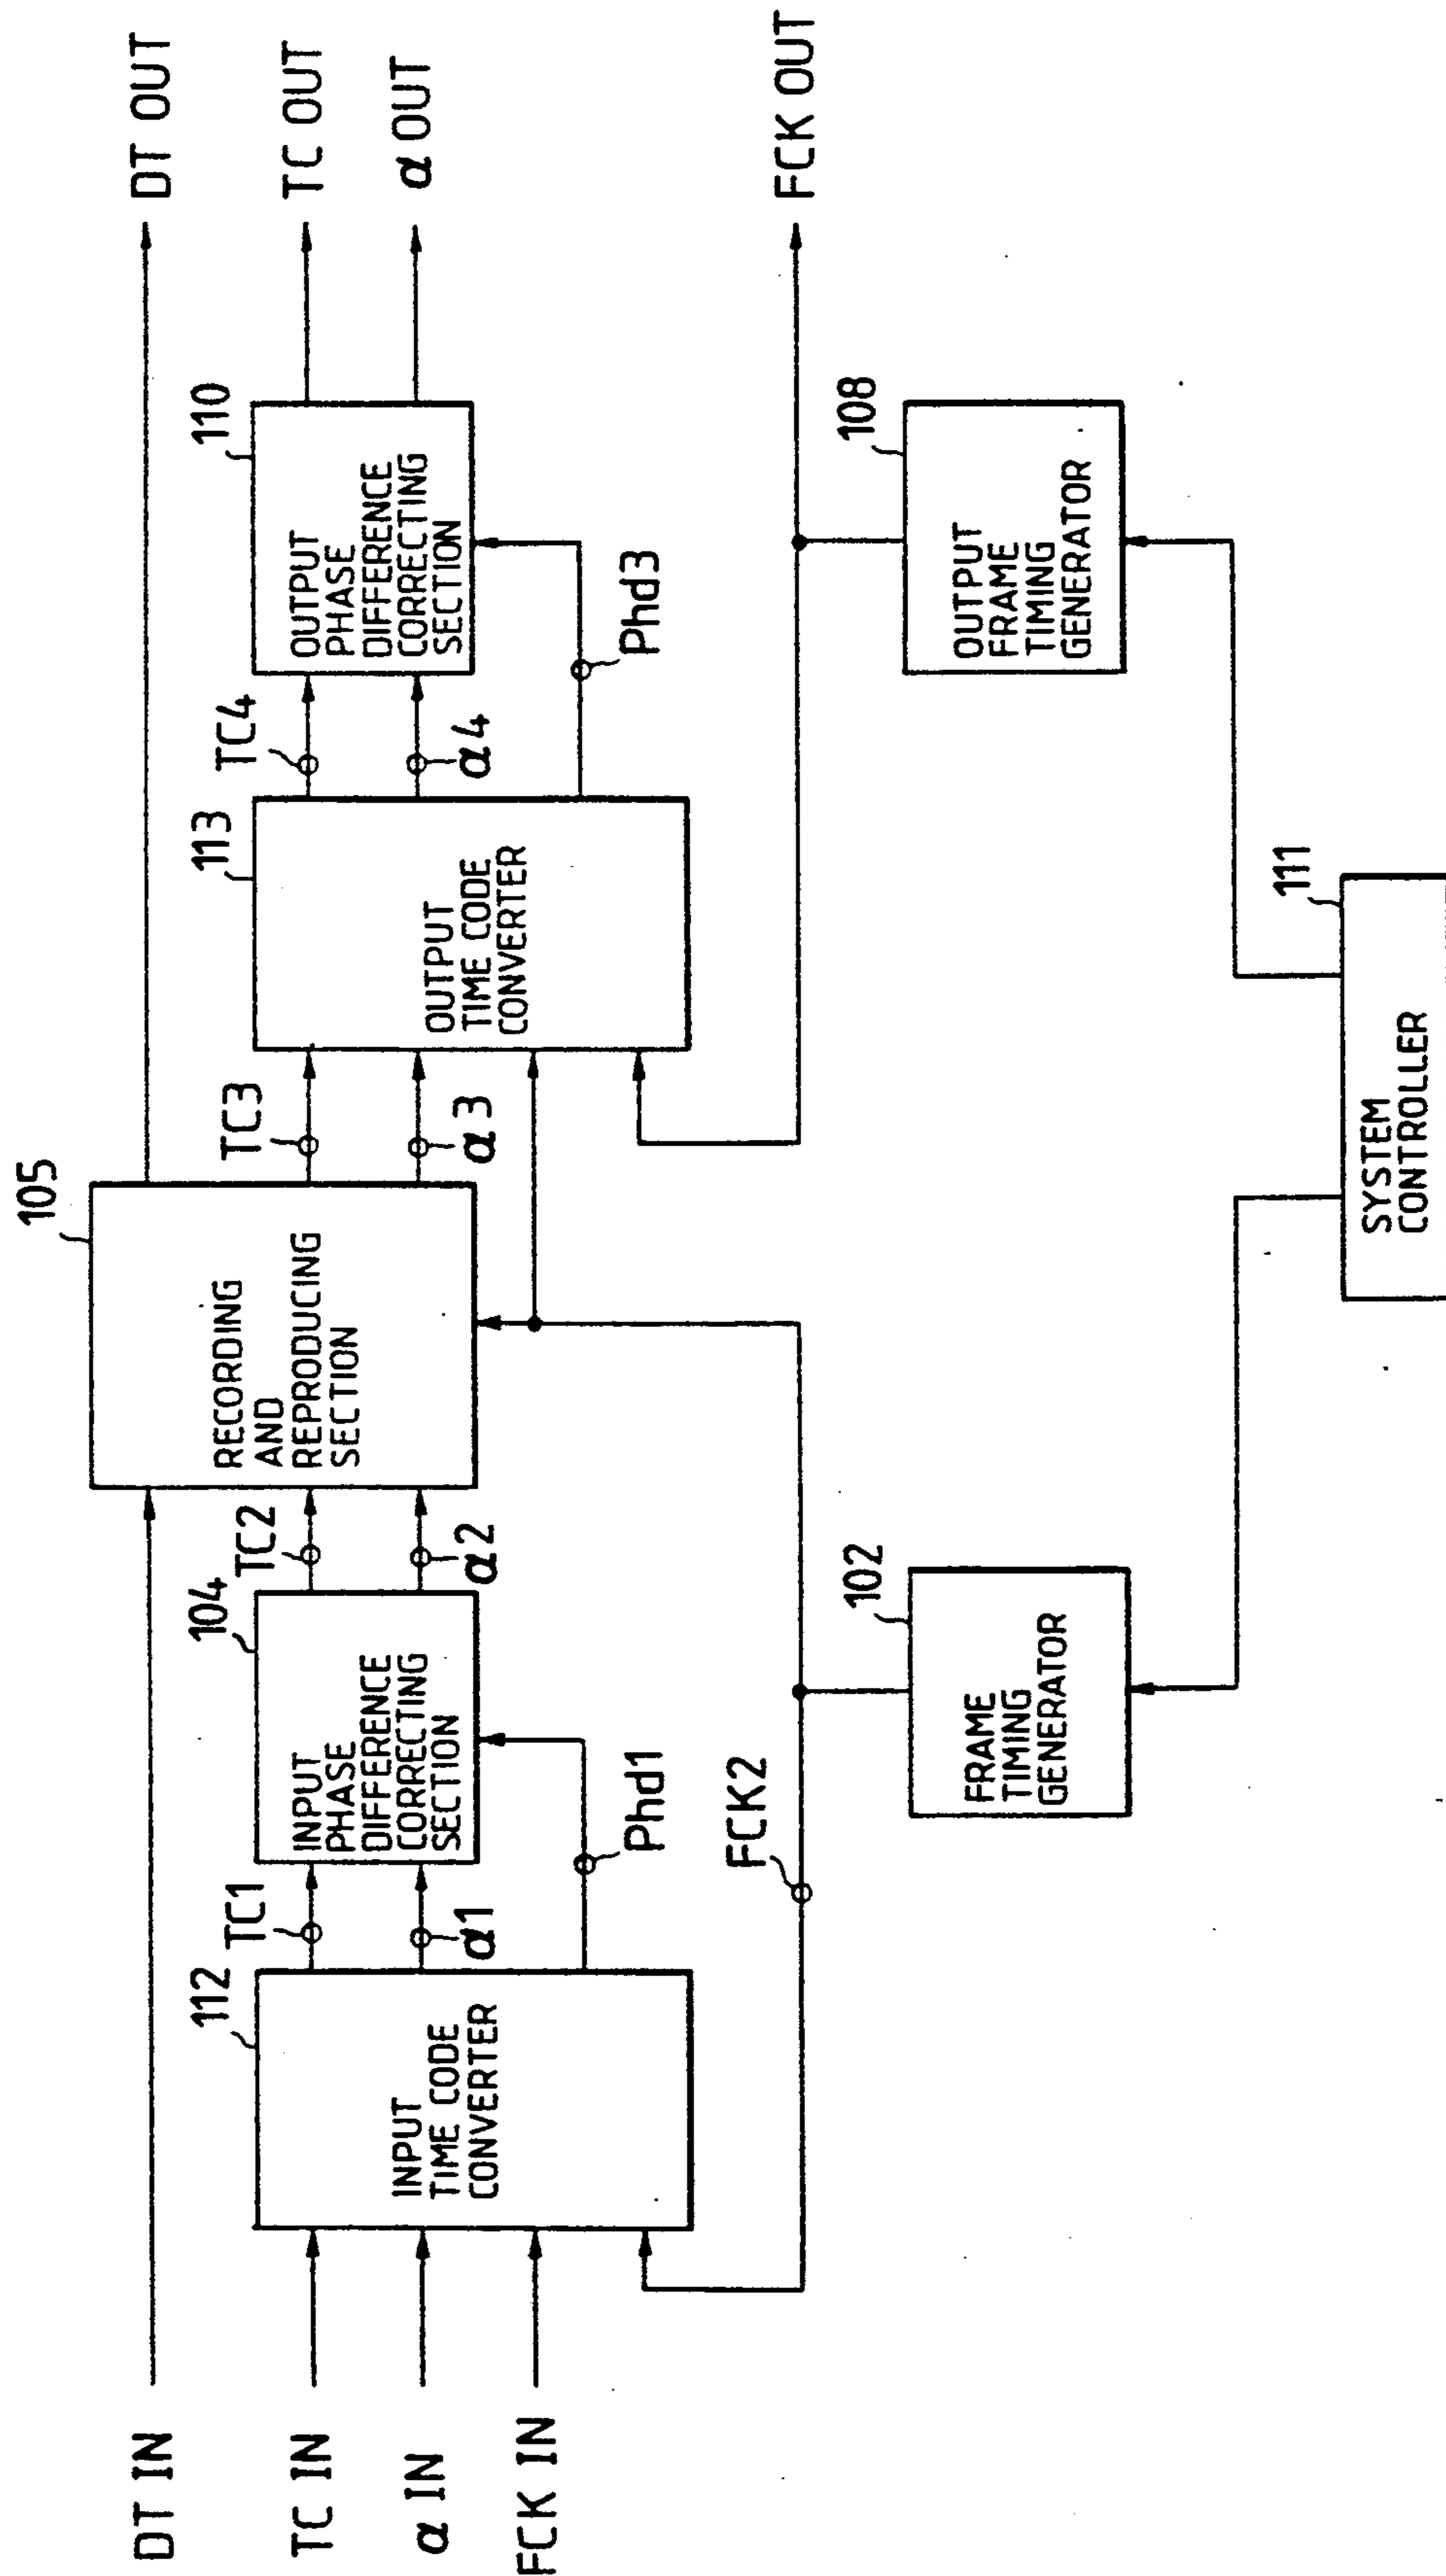 DT IN
TC IN
α IN
FCK IN
112
INPUT
TIME CODE
CONVERTER
TC1
α1
Phd1
104
INPUT
PHASE
DIFFERENCE
CORRECTING
SECTION
TC2
α2
105
RECORDING
AND
REPRODUCING
SECTION
TC3
α3
113
OUTPUT
TIME CODE
CONVERTER
TC4
α4
Phd3
110
OUTPUT
PHASE
DIFFERENCE
CORRECTING
SECTION
DT OUT
TC OUT
α OUT
FCK OUT
FCK2
102
FRAME
TIMING
GENERATOR
108
OUTPUT
FRAME
TIMING
GENERATOR
111
SYSTEM
CONTROLLER